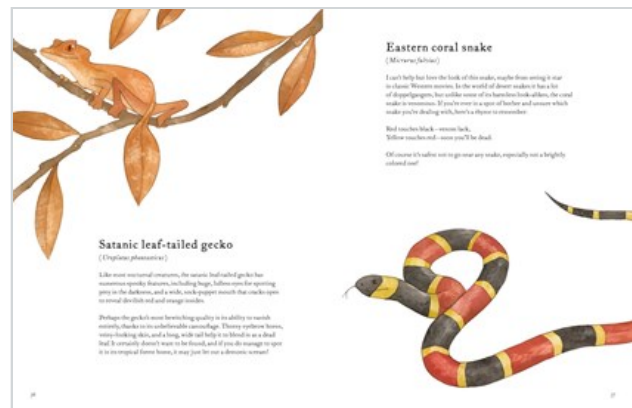 Satanic leaf-tailed gecko
(Uroplatus phantasticus)
Like most nocturnal creatures, the satanic leaf-tailed gecko has
numerous spooky features, including huge, lidless eyes for spotting
prey in the darkness, and a wide, sock-puppet mouth that cracks open
to reveal devilish red and orange insides.
Perhaps the gecko's most bewitching quality is its ability to vanish
entirely, thanks to its unbelievable camouflage. Thorny eyebrow bones,
veiny-looking skin, and a long, wide tail help it to blend in as a dead
leaf. It certainly doesn't want to be found, and if you do manage to spot
it in its tropical forest home, it may just let out a demonic scream!
36
Eastern coral snake
(Micrurus fulvius)
I can't help but love the look of this snake, maybe from seeing it star
in classic Western movies. In the world of desert snakes it has a lot
of doppelgangers, but unlike some of its harmless look-alikes, the coral
snake is venomous. If you're ever in a spot of bother and unsure which
snake you're dealing with, here's a rhyme to remember:
Red touches black—venom lack,
Yellow touches red—soon you'll be dead.
Of course it's safest not to go near any snake, especially not a brightly
colored one!
37